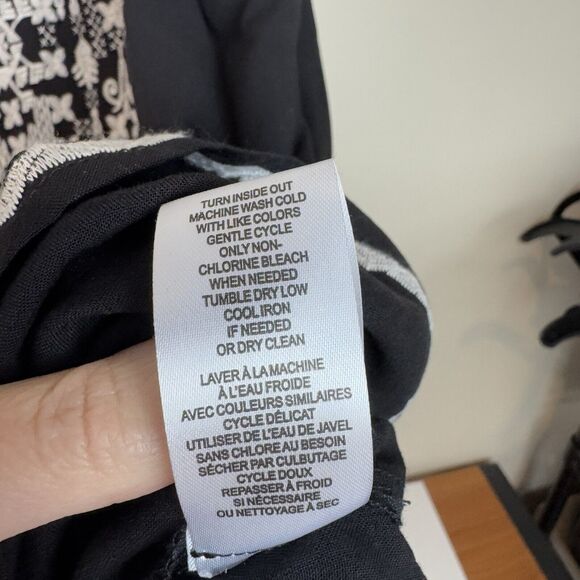 TURN INSIDE OUT
MACHINE WASH COLD
WITH LIKE COLORS
GENTLE CYCLE
ONLY NON-
CHLORINE BLEACH
WHEN NEEDED
TUMBLE DRY LOW
COOL IRON
IF NEEDED
OR DRY CLEAN
LAVER À LA MACHINE
À L'EAU FROIDE
AVEC COULEURS SIMILAIRES
CYCLE DÉLICAT
UTILISER DE L'EAU DE JAVEL
SANS CHLORE AU BESOIN
SÉCHER PAR CULBUTAGE
CYCLE DOUX
REPASSER À FROID
SI NÉCESSAIRE
OU NETTOYAGE À SEC